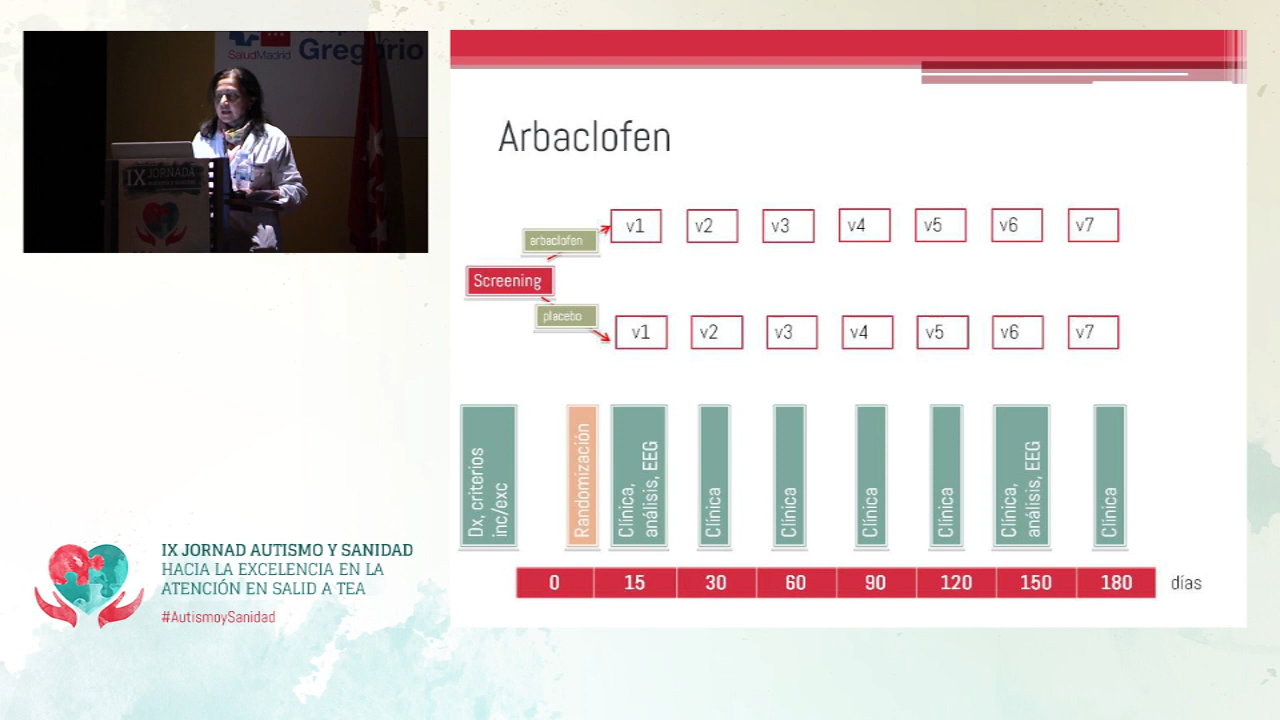 SaludMadrid
Gregorio
IX JORNADA
autismo y sanidad
IX JORNAD AUTISMO Y SANIDAD
HACIA LA EXCELENCIA EN LA
ATENCIÓN EN SALID A TEA
#AutismoySanidad
Arbaclofen
arbaclofen
Screening
placebo
v1 v2 v3 v4 v5 v6 v7
v1 v2 v3 v4 v5 v6 v7
Dx, criterios
inc/exc
Randomización
Clínica,
análisis, EEG
Clínica
Clínica
Clínica
Clínica
Clínica,
análisis, EEG
Clínica
0 15 30 60 90 120 150 180 días